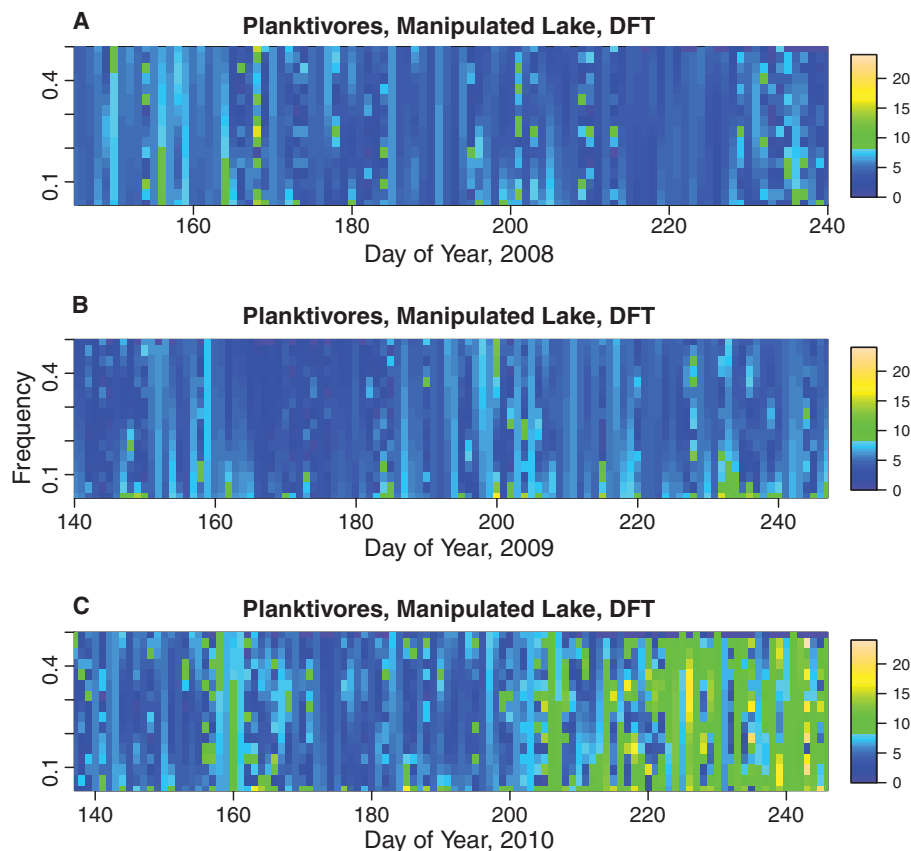 A
Planktivores, Manipulated Lake, DFT
0.4
0.1
160 180 200 220 240
Day of Year, 2008
20
15
10
5
0
B
Planktivores, Manipulated Lake, DFT
Frequency
0.4
0.1
140 160 180 200 220 240
Day of Year, 2009
20
15
10
5
0
C
Planktivores, Manipulated Lake, DFT
0.4
0.1
140 160 180 200 220 240
Day of Year, 2010
20
15
10
5
0